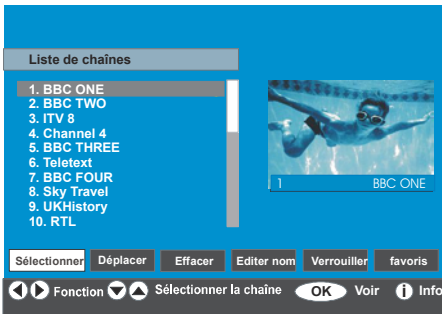 Liste de chaînes
1. BBC ONE
2. BBC TWO
3. ITV 8
4. Channel 4
5. BBC THREE
6. Teletext
7. BBC FOUR
8. Sky Travel
9. UKHistory
10. RTL
1 BBC ONE
Sélectionner Déplacer Effacer Editer nom Verrouiller favoris
Fonction Sélectionner la chaîne OK Voir i Info